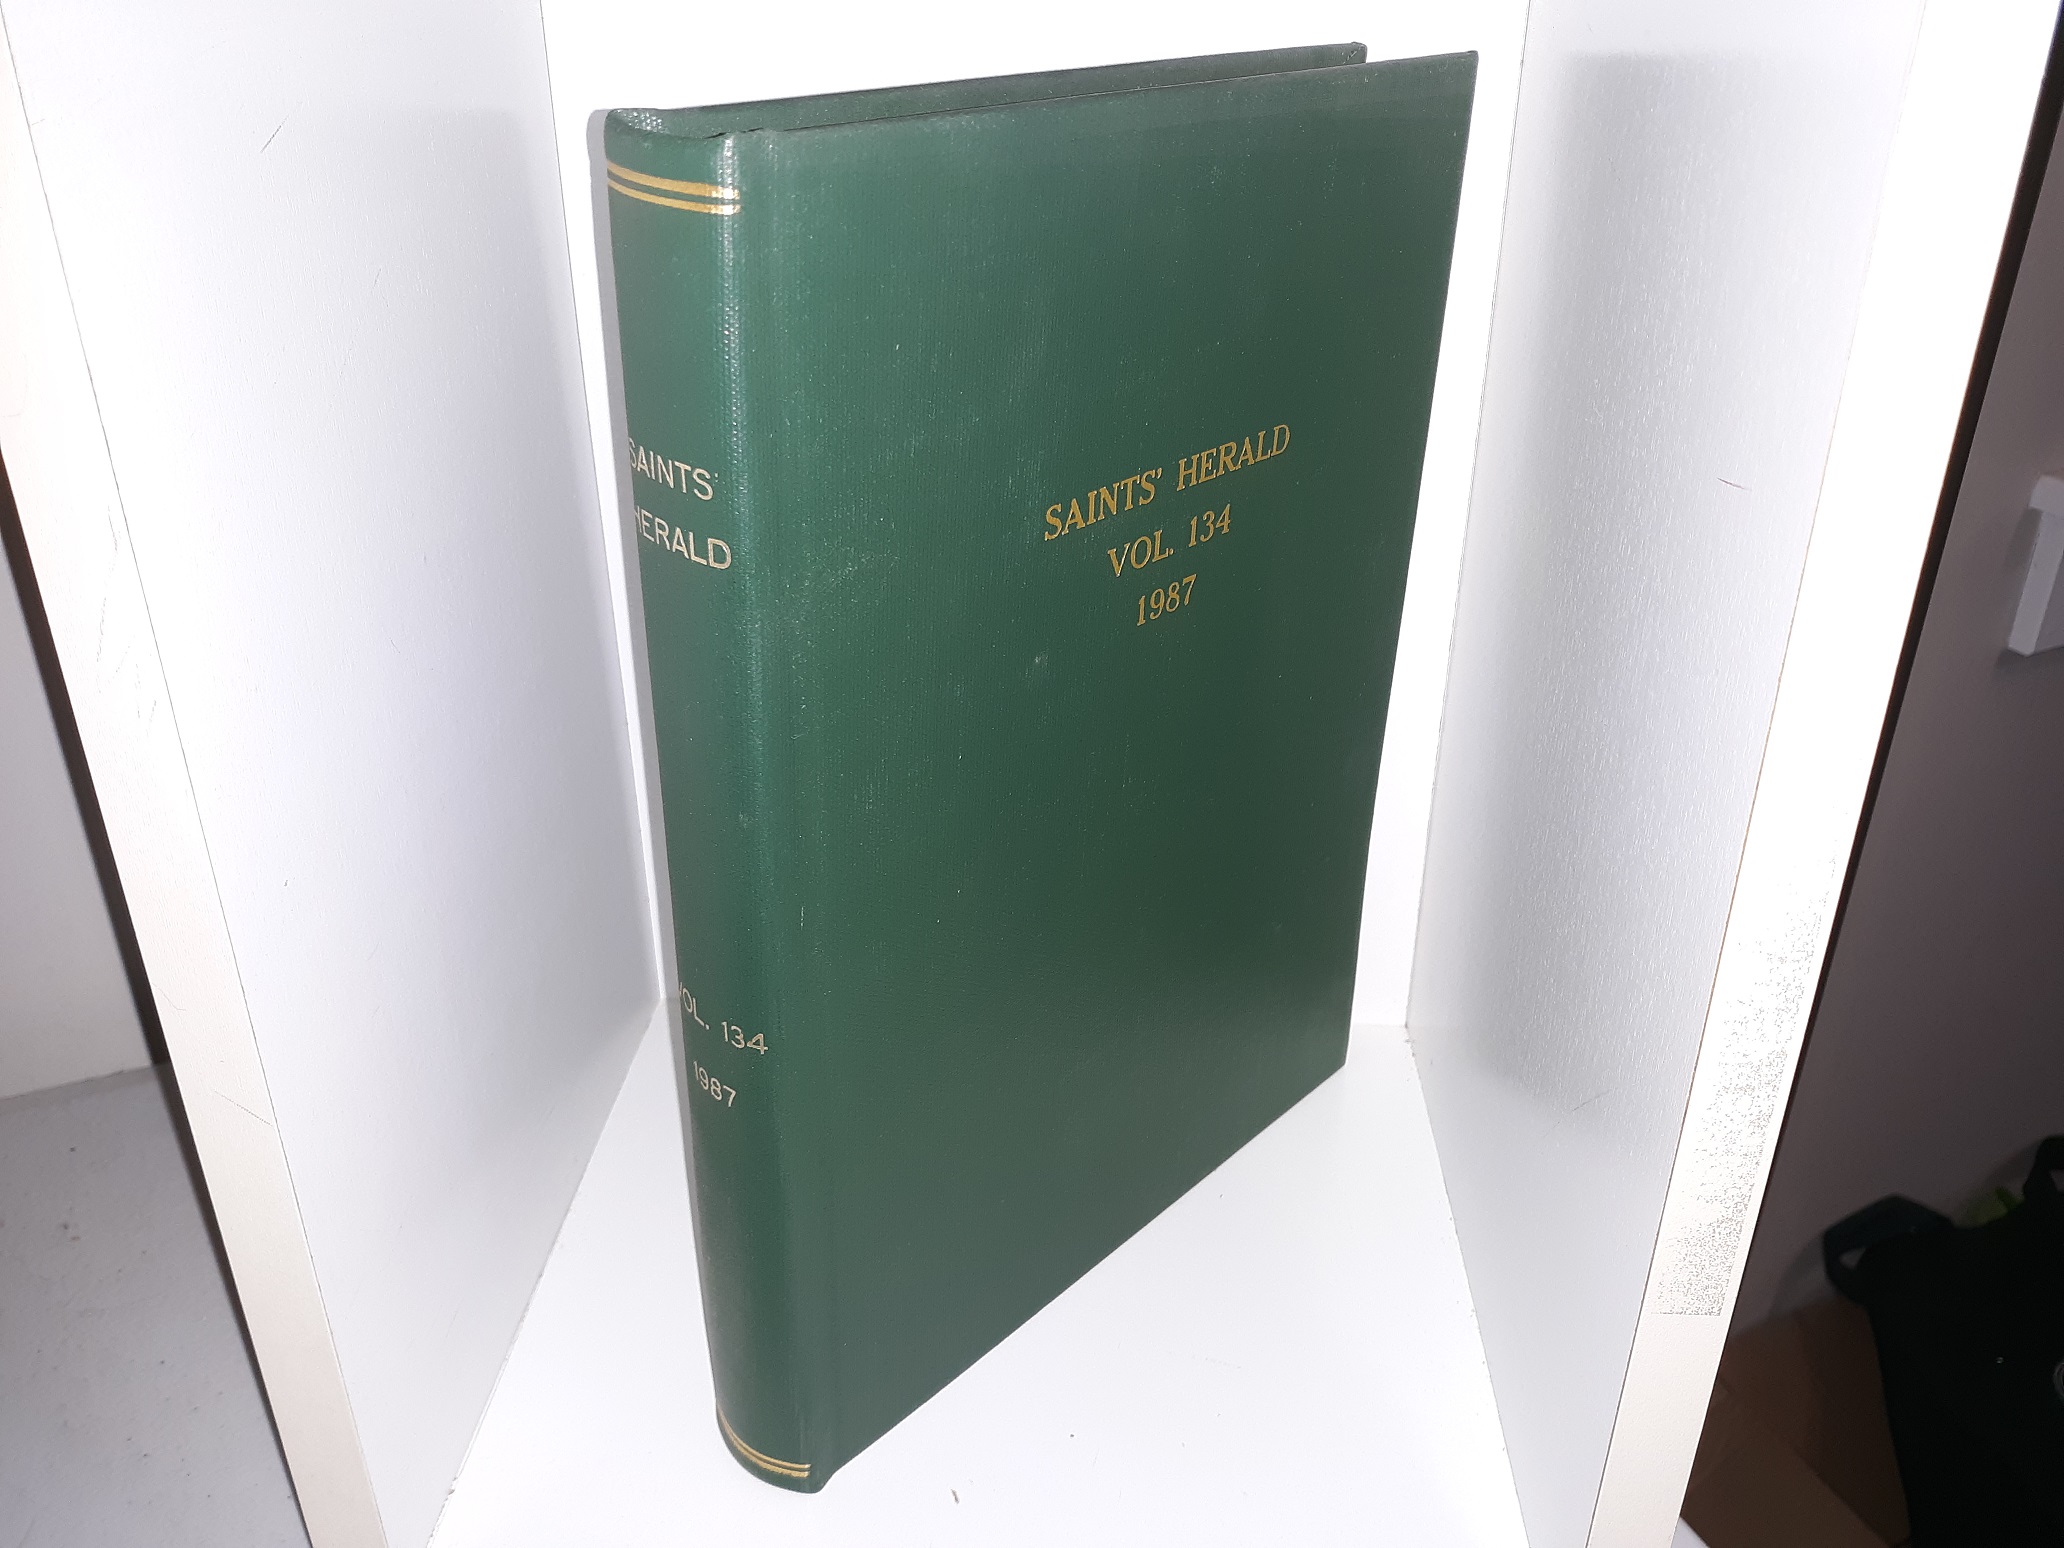 SAINTS'
HERALD
VOL. 134
1987
SAINTS' HERALD
VOL. 134
1987